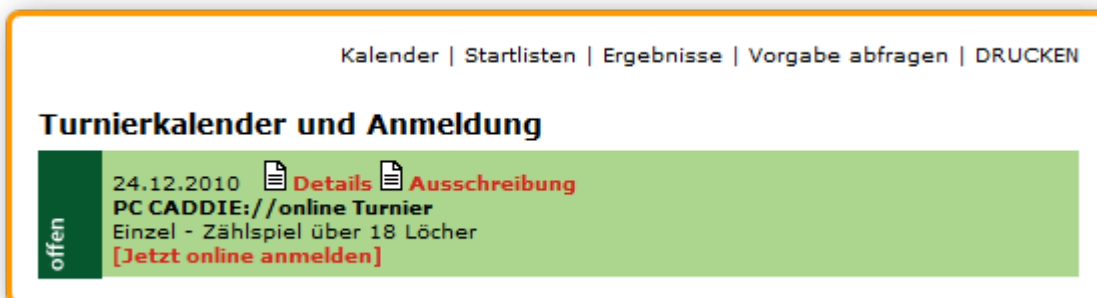 Kalender | Startlisten | Ergebnisse | Vorgabe abfragen | DRUCKEN
Turnierkalender und Anmeldung
offen
24.12.2010 Details Ausschreibung
PC CADDIE://online Turnier
Einzel - Zählspiel über 18 Löcher
[Jetzt online anmelden]